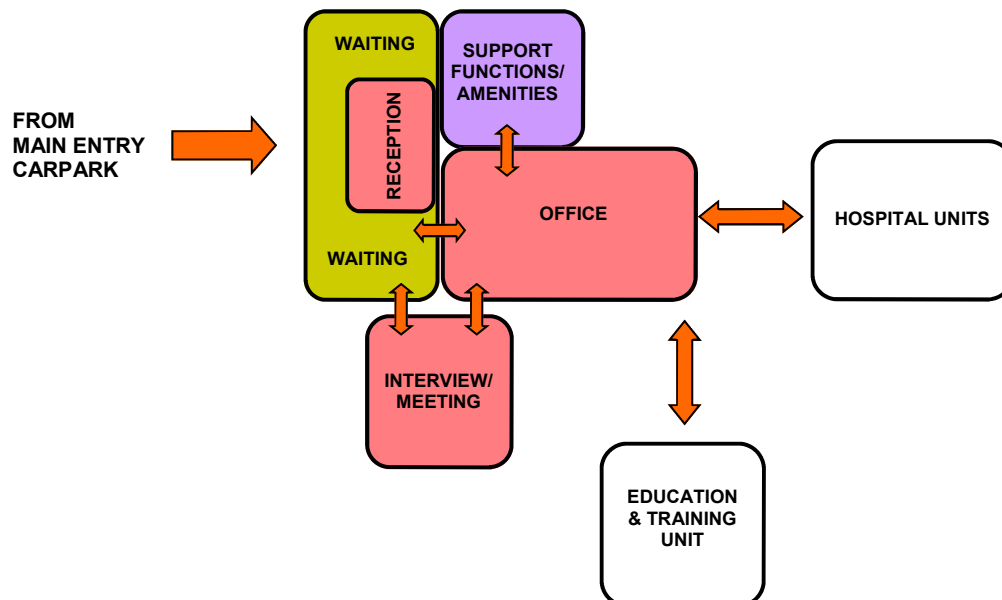 WAITING
SUPPORT
FUNCTIONS/
AMENITIES
FROM
MAIN ENTRY
CARPARK
RECEPTION
OFFICE
HOSPITAL UNITS
WAITING
INTERVIEW/
MEETING
EDUCATION
& TRAINING
UNIT